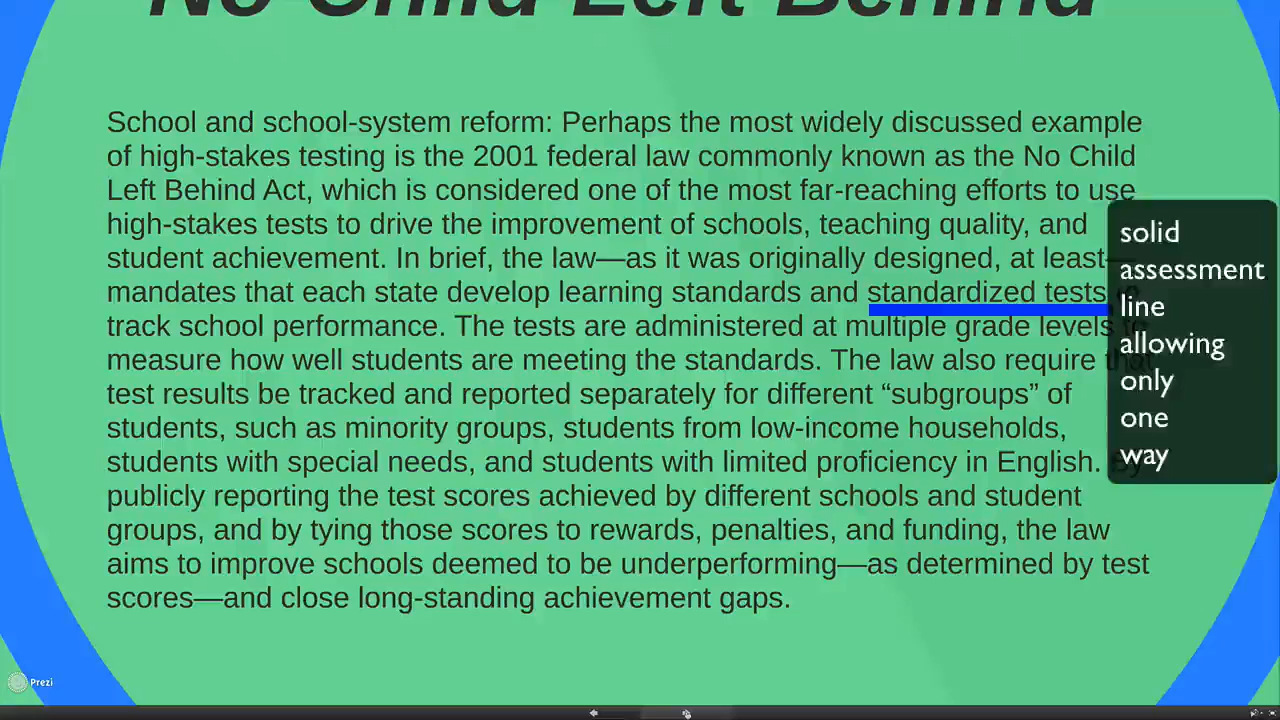 No Child Left Behind
School and school-system reform: Perhaps the most widely discussed example
of high-stakes testing is the 2001 federal law commonly known as the No Child
Left Behind Act, which is considered one of the most far-reaching efforts to use
high-stakes tests to drive the improvement of schools, teaching quality, and
student achievement. In brief, the law—as it was originally designed, at least—
mandates that each state develop learning standards and standardized tests to
track school performance. The tests are administered at multiple grade levels to
measure how well students are meeting the standards. The law also require that
test results be tracked and reported separately for different “subgroups” of
students, such as minority groups, students from low-income households,
students with special needs, and students with limited proficiency in English. By
publicly reporting the test scores achieved by different schools and student
groups, and by tying those scores to rewards, penalties, and funding, the law
aims to improve schools deemed to be underperforming—as determined by test
scores—and close long-standing achievement gaps.
solid
assessment
line
allowing
only
one
way
Prezi